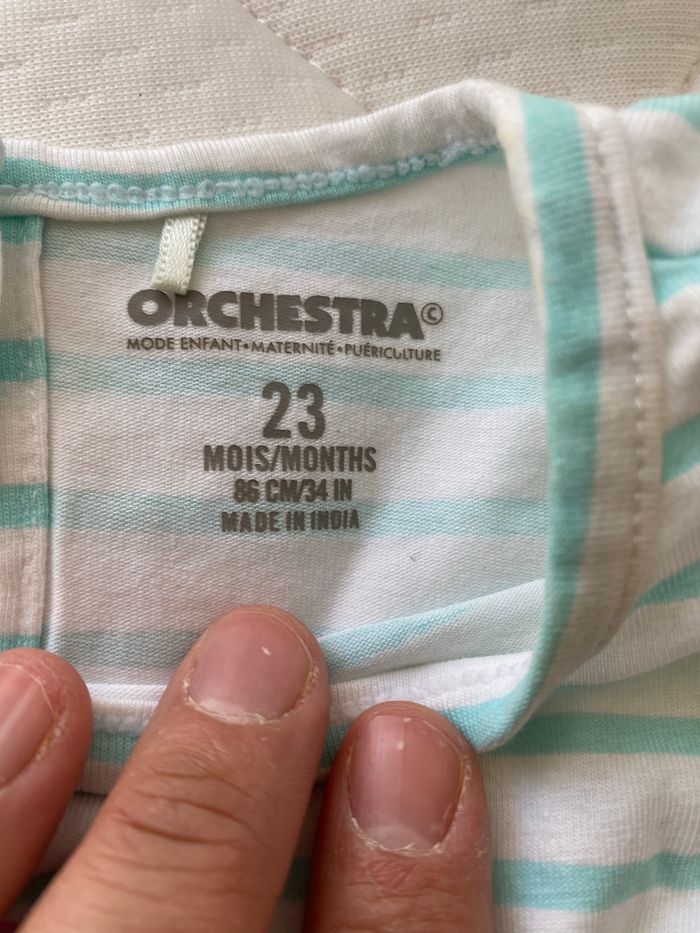 ORCHESTRA©
MODE ENFANT•MATERNITÉ•PUÉRICULTURE
23
MOIS/MONTHS
86 CM/34 IN
MADE IN INDIA